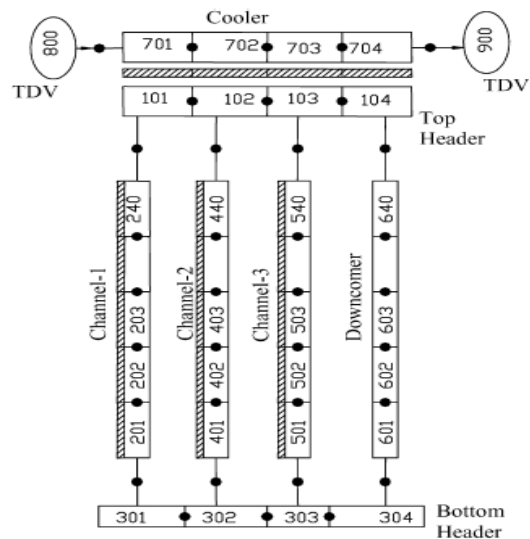 Cooler
800
701
702
703
704
900
TDV
TDV
101
102
103
104
Top
Header
240
440
540
640
Channel-1
Channel-2
Channel-3
Downcomer
203
403
503
603
202
402
502
602
201
401
501
601
301
302
303
304
Bottom
Header